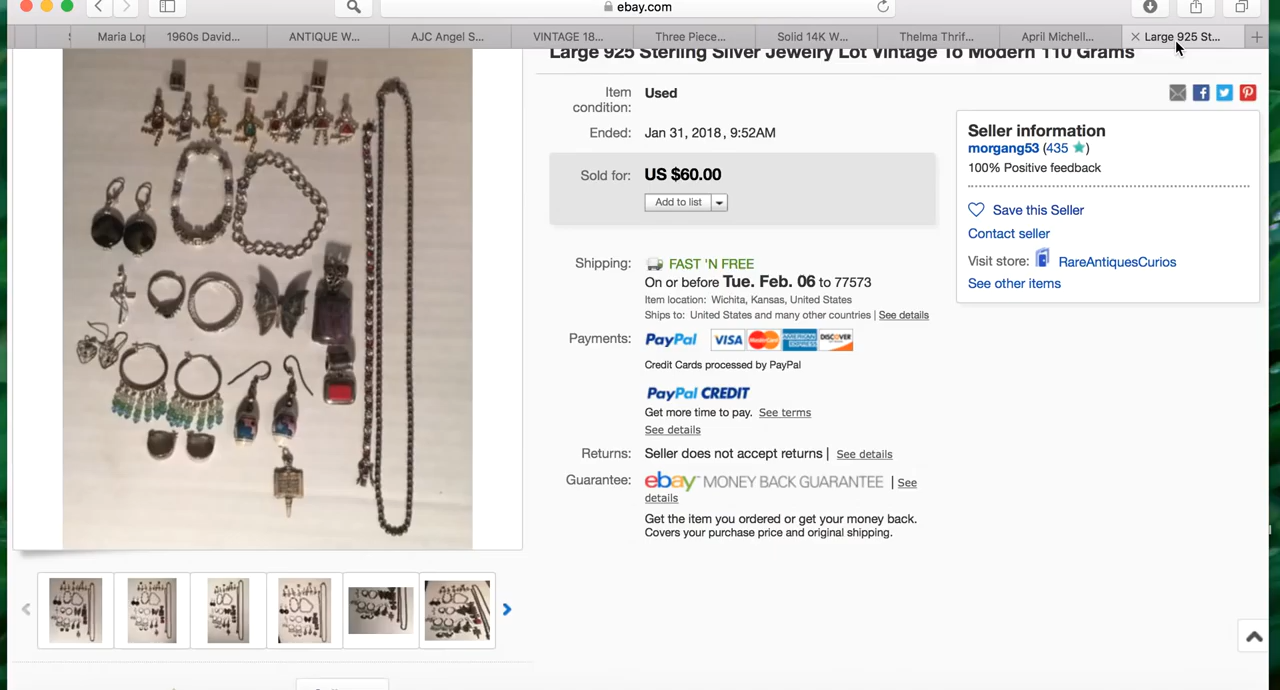 ebay.com
Maria Lop
1960s David...
ANTIQUE W...
AJC Angel S...
VINTAGE 18...
Three Piece...
Solid 14K W...
Thelma Thrif...
April Michell...
Large 925 St...
Large 925 Sterling Silver Jewelry Lot Vintage To Modern 110 Grams
Item condition:
Used
Ended:
Jan 31, 2018 , 9:52AM
Sold for:
US $60.00
Add to list
Shipping:
FAST 'N FREE
On or before Tue. Feb. 06 to 77573
Item location: Wichita, Kansas, United States
Ships to: United States and many other countries | See details
Payments:
PayPal VISA MasterCard AMERICAN EXPRESS DISCOVER
Credit Cards processed by PayPal
PayPal CREDIT
Get more time to pay. See terms
See details
Returns:
Seller does not accept returns | See details
Guarantee:
ebay MONEY BACK GUARANTEE | See
details
Get the item you ordered or get your money back.
Covers your purchase price and original shipping.
Seller information
morgang53 (435 )
100% Positive feedback
Save this Seller
Contact seller
Visit store: RareAntiquesCurios
See other items